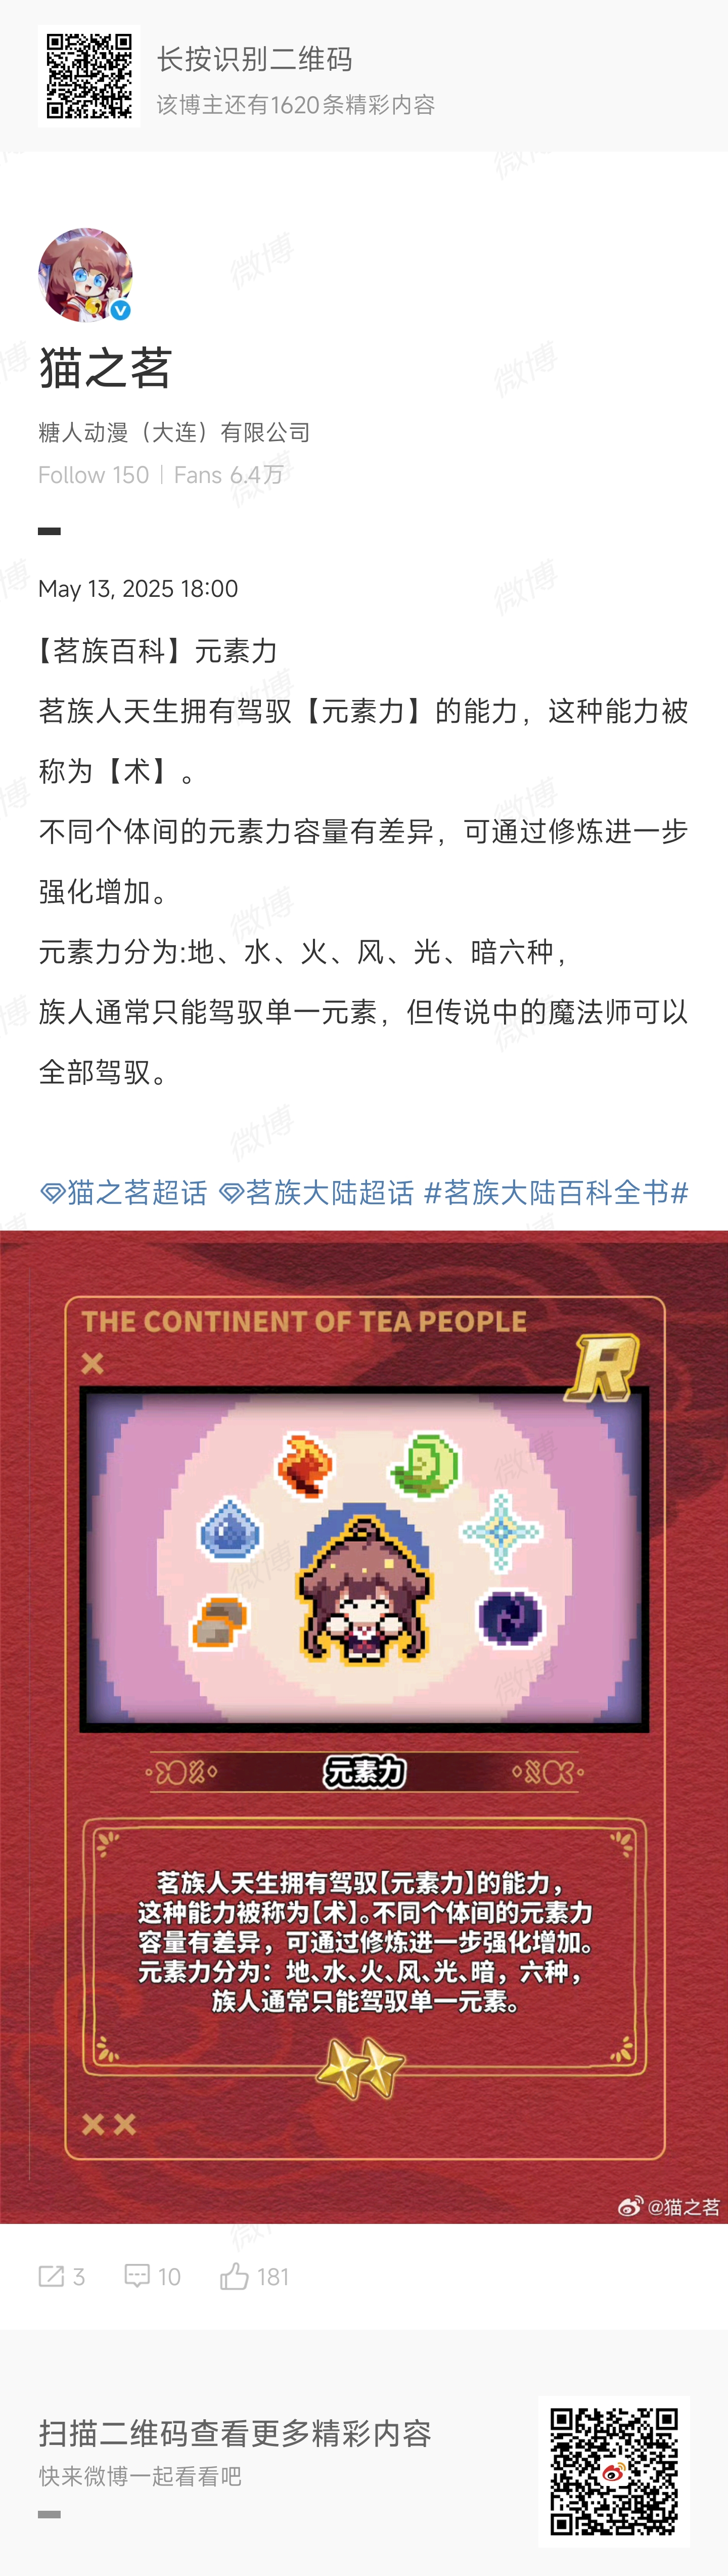 长按识别二维码
该博主还有1620条精彩内容
猫之茗
糖人动漫（大连）有限公司
Follow 150 | Fans 6.4万
May 13, 2025 18:00
【茗族百科】元素力
茗族人天生拥有驾驭【元素力】的能力，这种能力被
称为【术】。
不同个体间的元素力容量有差异，可通过修炼进一步
强化增加。
元素力分为:地、水、火、风、光、暗六种，
族人通常只能驾驭单一元素，但传说中的魔法师可以
全部驾驭。
猫之茗超话 茗族大陆超话 #茗族大陆百科全书#
THE CONTINENT OF TEA PEOPLE
R
元素力
茗族人天生拥有驾驭【元素力】的能力，
这种能力被称为【术】。不同个体间的元素力
容量有差异，可通过修炼进一步强化增加。
元素力分为：地、水、火、风、光、暗，六种，
族人通常只能驾驭单一元素。
@猫之茗
3 10 181
扫描二维码查看更多精彩内容
快来微博一起看看吧
微博